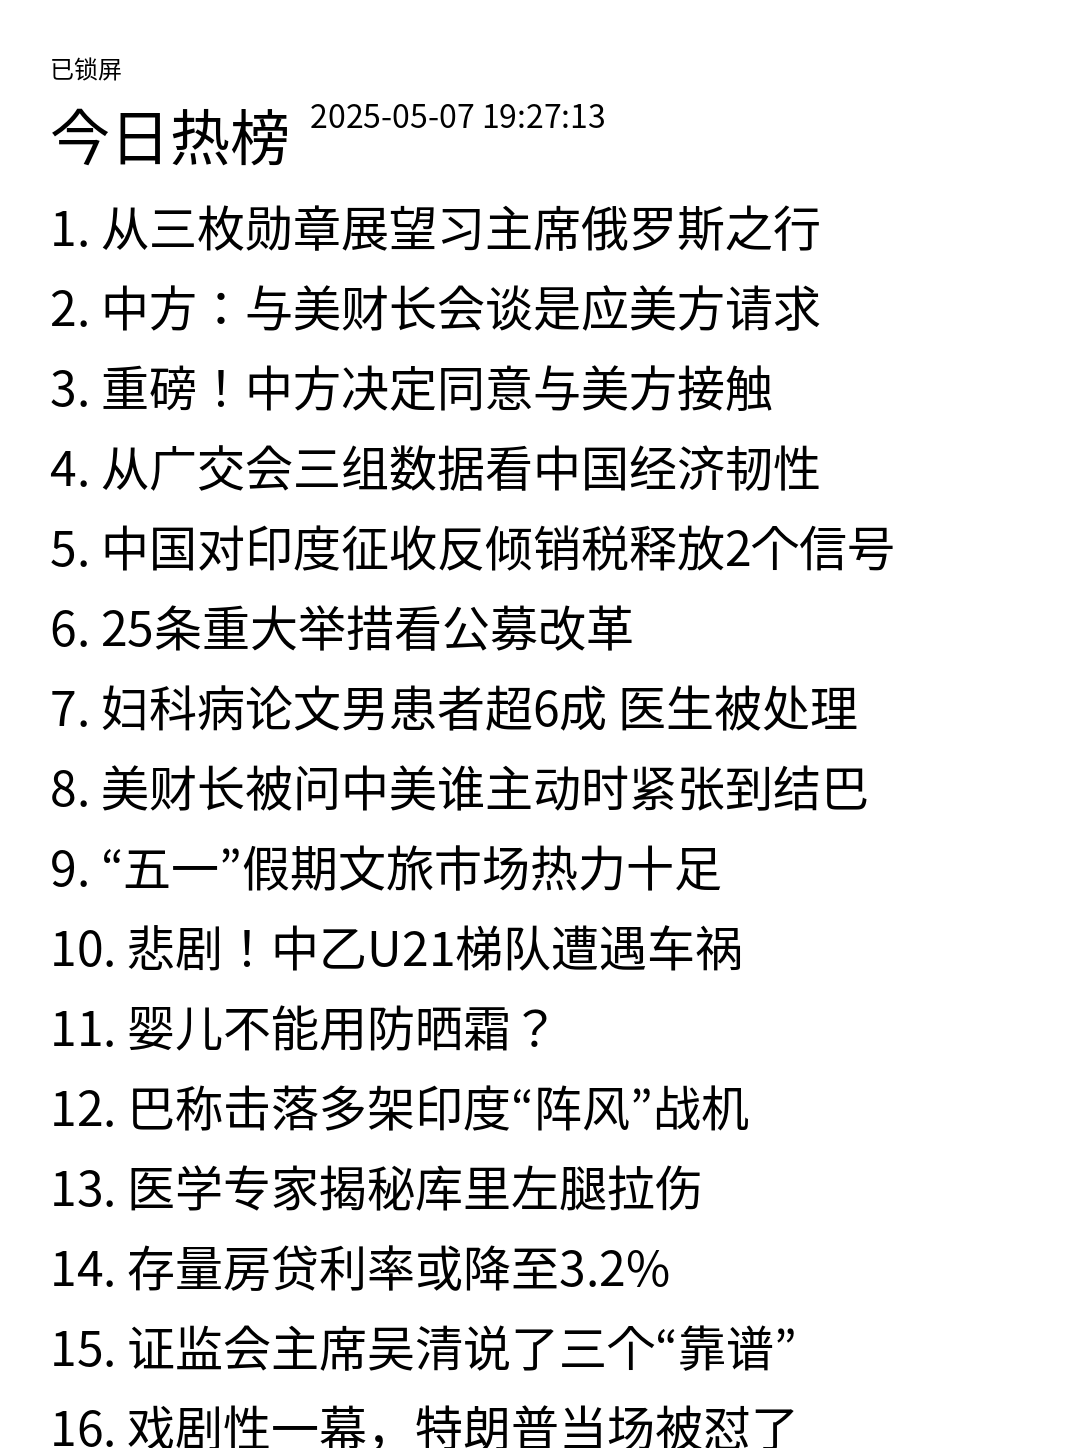 已锁屏
今日热榜 2025-05-07 19:27:13
1. 从三枚勋章展望习主席俄罗斯之行
2. 中方：与美财长会谈是应美方请求
3. 重磅！中方决定同意与美方接触
4. 从广交会三组数据看中国经济韧性
5. 中国对印度征收反倾销税释放2个信号
6. 25条重大举措看公募改革
7. 妇科病论文男患者超6成 医生被处理
8. 美财长被问中美谁主动时紧张到结巴
9. “五一”假期文旅市场热力十足
10. 悲剧！中乙U21梯队遭遇车祸
11. 婴儿不能用防晒霜？
12. 巴称击落多架印度“阵风”战机
13. 医学专家揭秘库里左腿拉伤
14. 存量房贷利率或降至3.2%
15. 证监会主席吴清说了三个“靠谱”
16. 戏剧性一幕，特朗普当场被怼了